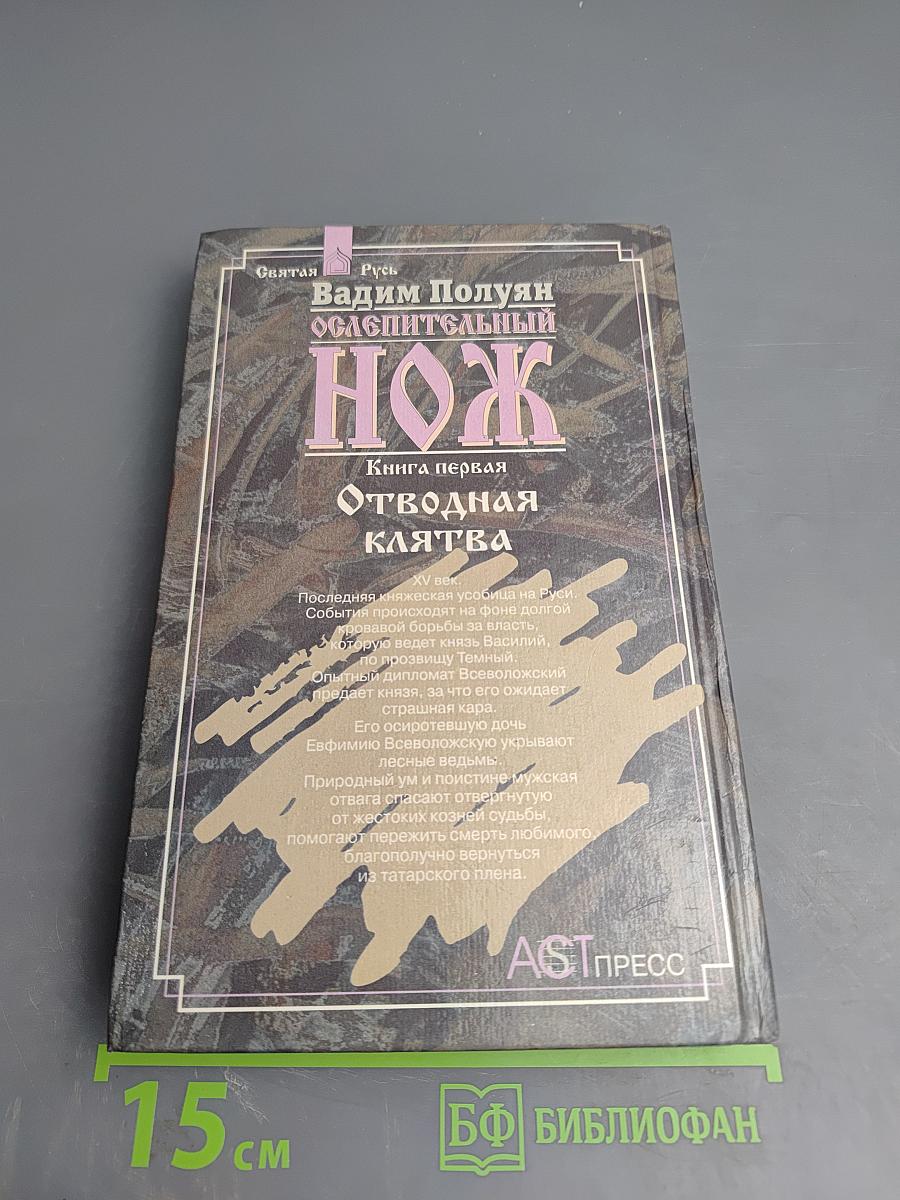 Святая Русь
Вадим Полуян
ОСЛЕПИТЕЛЬНЫЙ
НОЖ
Книга первая
Отводная
клятва
XV век.
Последняя княжеская усобица на Руси.
События происходят на фоне долгой
кровавой борьбы за власть,
которую ведет князь Василий,
по прозвищу Темный.
Опытный дипломат Всеволожский
предает князя, за что его ожидает
страшная кара.
Его осиротевшую дочь
Евфимию Всеволожскую укрывают
лесные ведьмы.
Природный ум и поистине мужская
отвага спасают отвергнутую
от жестоких козней судьбы,
помогают пережить смерть любимого,
благополучно вернуться
из татарского плена.
АСТ ПРЕСС
15 см
БФ БИБЛИОФАН